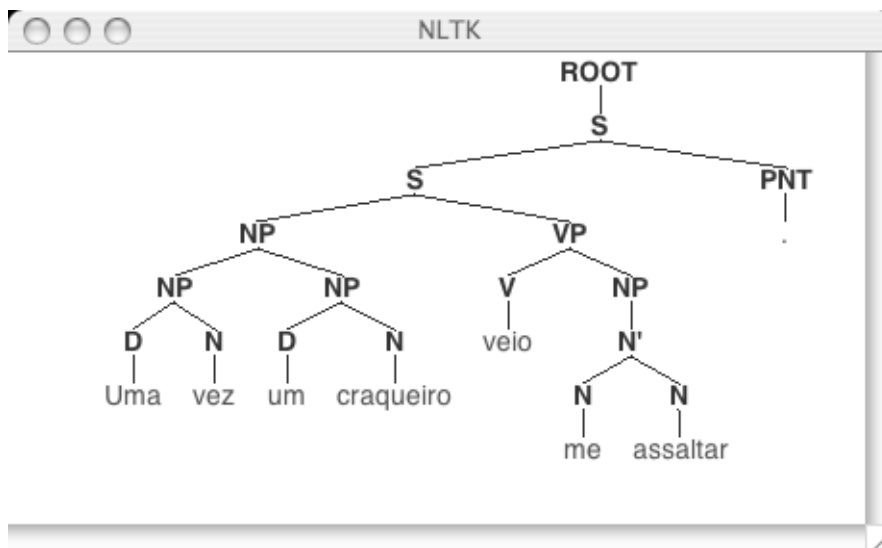 NLTK
ROOT
S
S PNT
NP VP .
NP NP V NP
D N D N veio N'
Uma vez um craqueiro N N
me assaltar